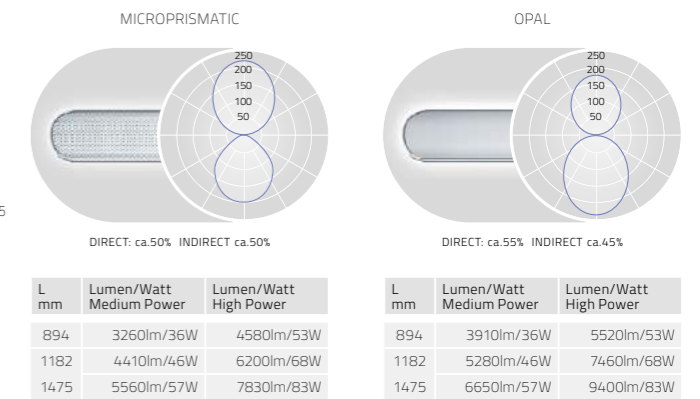 MICROPRISMATIC
250
200
150
100
50
DIRECT: ca.50% INDIRECT ca.50%
L mm Lumen/Watt Medium Power Lumen/Watt High Power
894 3260lm/36W 4580lm/53W
1182 4410lm/46W 6200lm/68W
1475 5560lm/57W 7830lm/83W
OPAL
250
200
150
100
50
DIRECT: ca.55% INDIRECT ca.45%
L mm Lumen/Watt Medium Power Lumen/Watt High Power
894 3910lm/36W 5520lm/53W
1182 5280lm/46W 7460lm/68W
1475 6650lm/57W 9400lm/83W